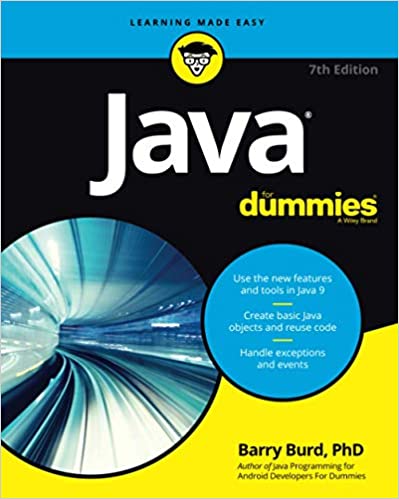 LEARNING MADE EASY
7th Edition
Java®
for
dummies®
A Wiley Brand
Use the new features
and tools in Java 9
Create basic Java
objects and reuse code
Handle exceptions
and events
Barry Burd, PhD
Author of Java Programming for
Android Developers For Dummies